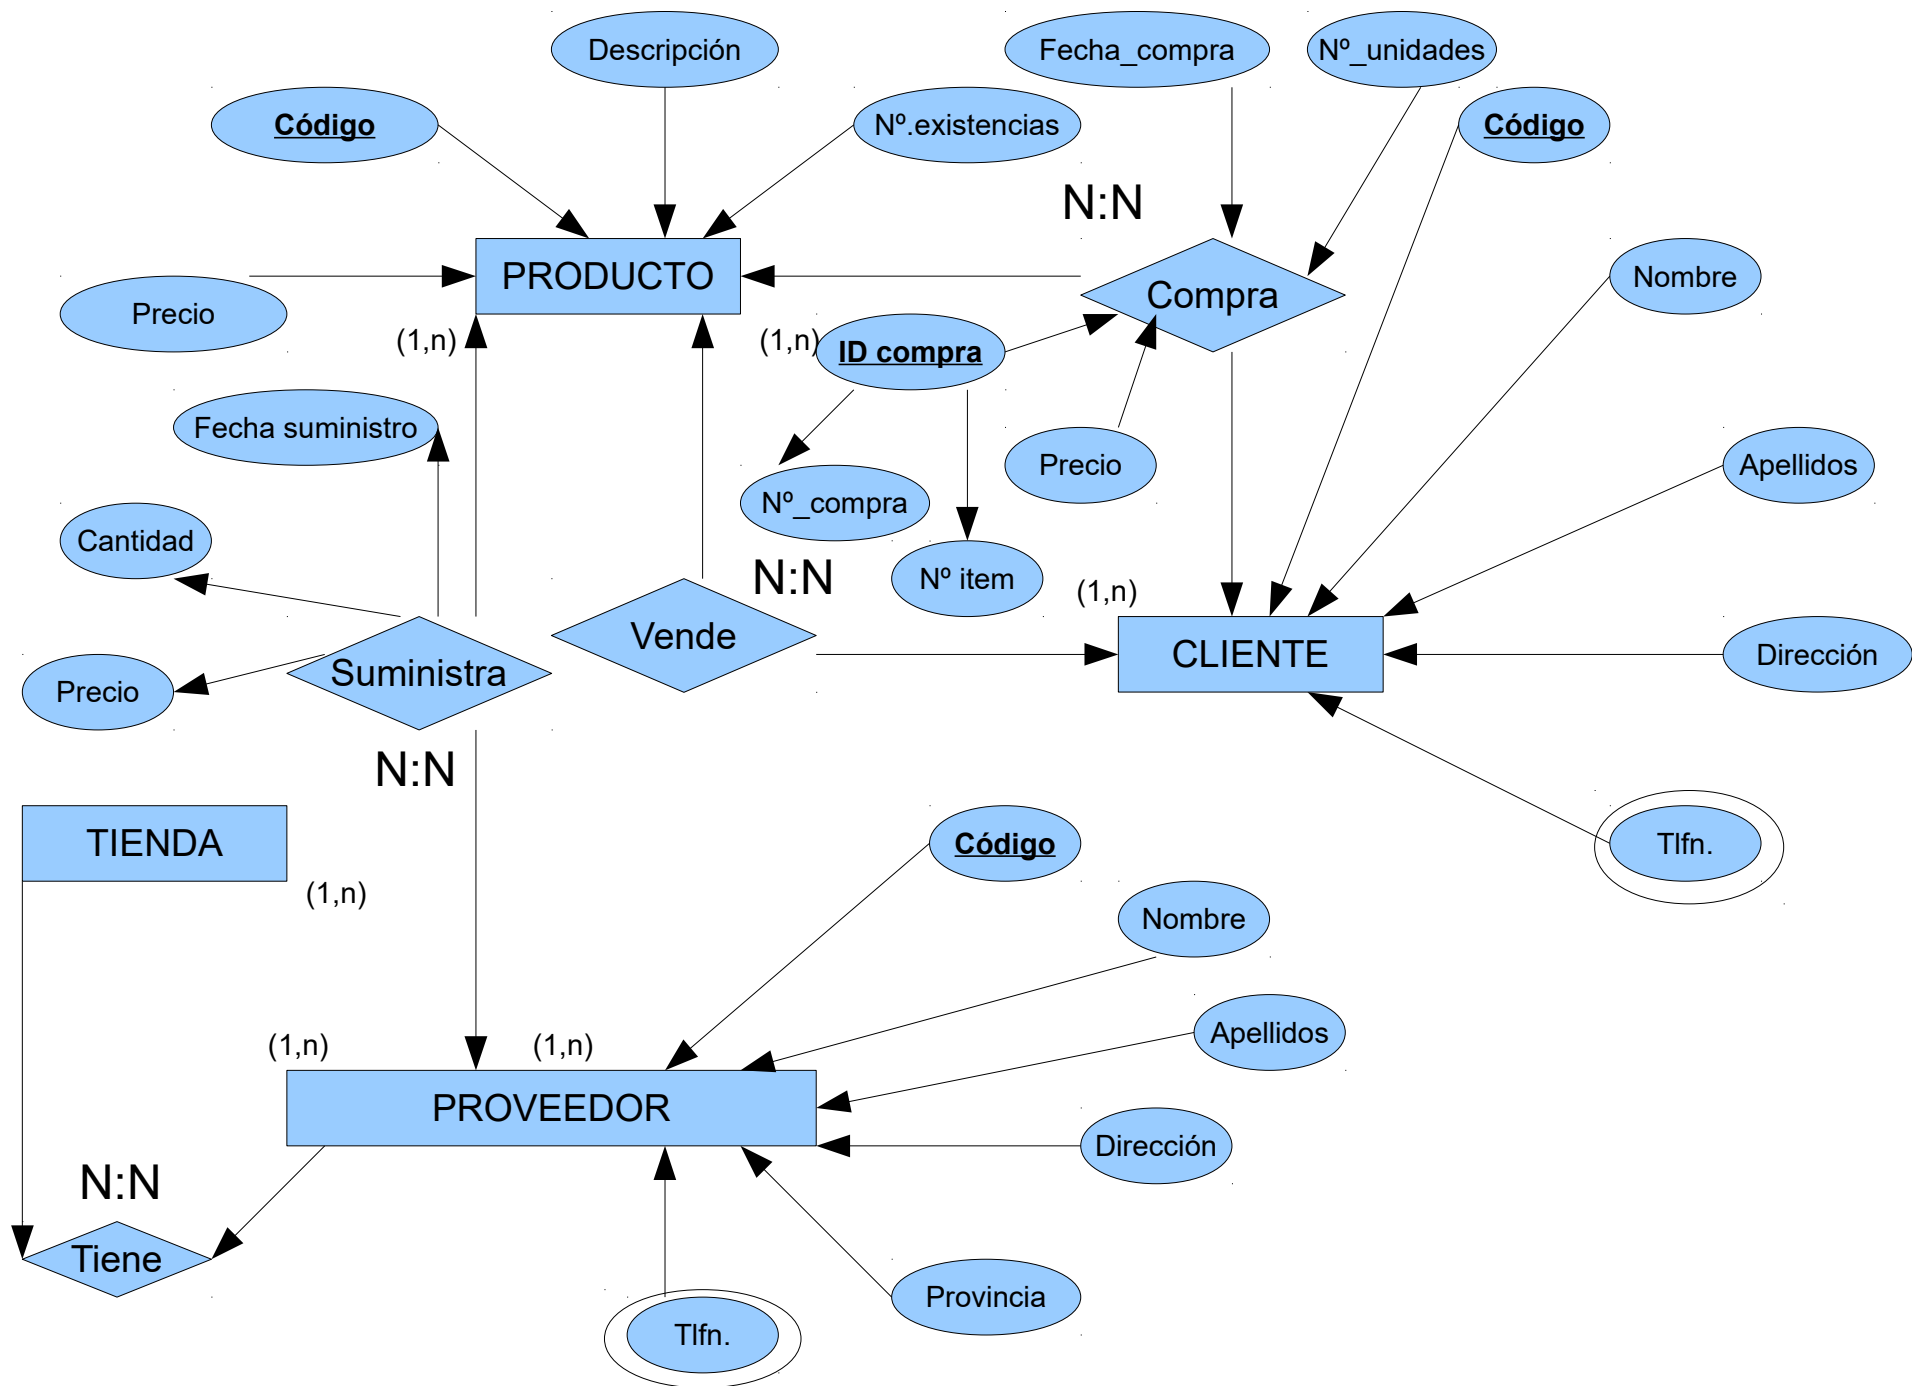 Descripción
Fecha_compra
Nº_unidades
Código
Nº.existencias
Código
N:N
PRODUCTO
Compra
Nombre
Precio
(1,n)
(1,n)
ID compra
Fecha suministro
Precio
Apellidos
Nº_compra
Cantidad
N:N
Nº item
(1,n)
Vende
CLIENTE
Dirección
Suministra
Precio
N:N
TIENDA
Código
Tlfn.
(1,n)
Nombre
(1,n)
(1,n)
Apellidos
PROVEEDOR
Dirección
N:N
Tiene
Provincia
Tlfn.